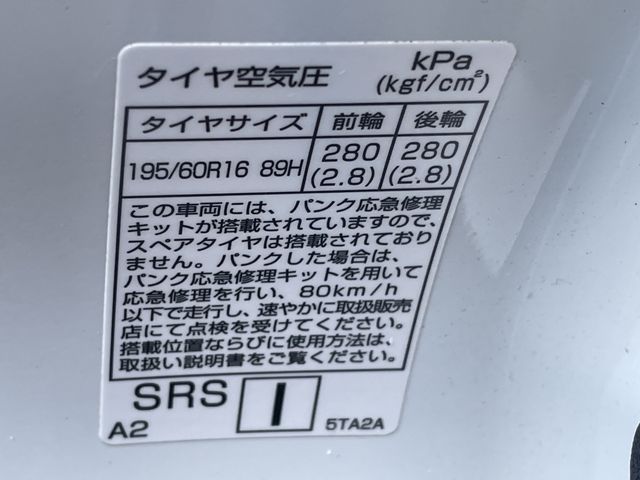 タイヤ空気圧 kPa
(kgf/cm²)
タイヤサイズ 前輪 後輪
195/60R16 89H 280 280
(2.8) (2.8)
この車両には、パンク応急修理
キットが搭載されていますので、
スペアタイヤは搭載されており
ません。パンクした場合は、
パンク応急修理キットを用いて
応急修理を行い、80km/h
以下で走行し、速やかに取扱販売
店にて点検を受けてください。
搭載位置ならびに使用方法は、
取扱い説明書をご覧ください。
SRS I
A2 5TA2A